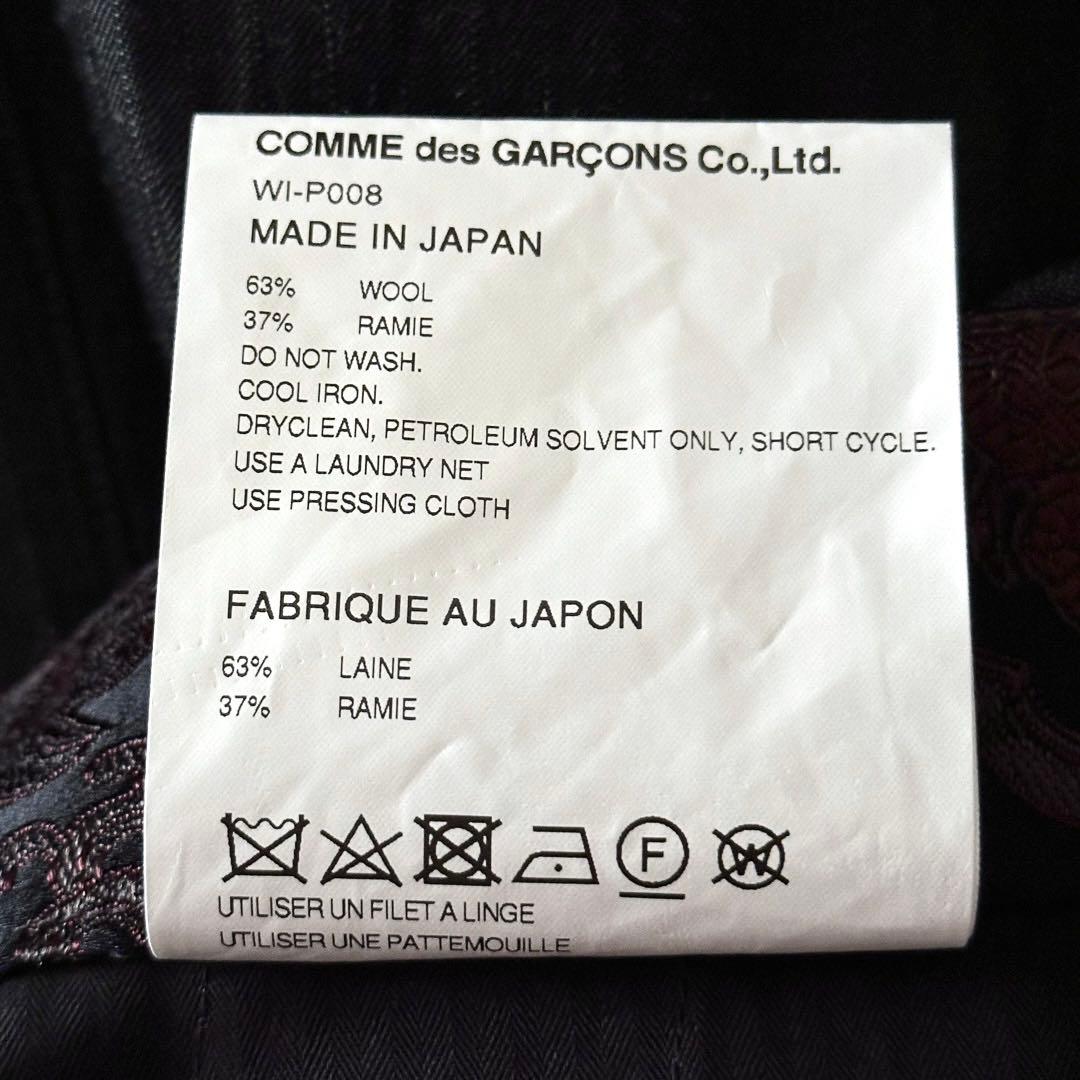 COMME des GARÇONS Co.,Ltd.
WI-P008
MADE IN JAPAN
63% WOOL
37% RAMIE
DO NOT WASH.
COOL IRON.
DRYCLEAN, PETROLEUM SOLVENT ONLY, SHORT CYCLE.
USE A LAUNDRY NET
USE PRESSING CLOTH
FABRIQUE AU JAPON
63% LAINE
37% RAMIE
F W
UTILISER UN FILET A LINGE
UTILISER UNE PATTEMOUILLE